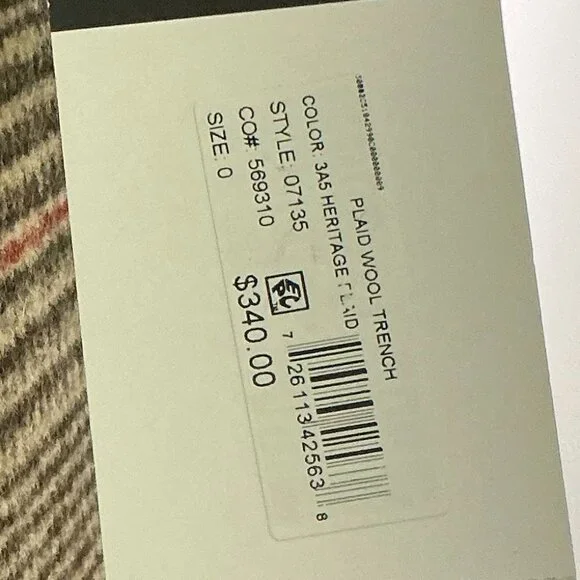 PLAID WOOL TRENCH
COLOR: 3A5 HERITAGE PLAID
STYLE: 07135
CO#: 569310
SIZE: 0
EPC
$340.00
7 26113 42563 8